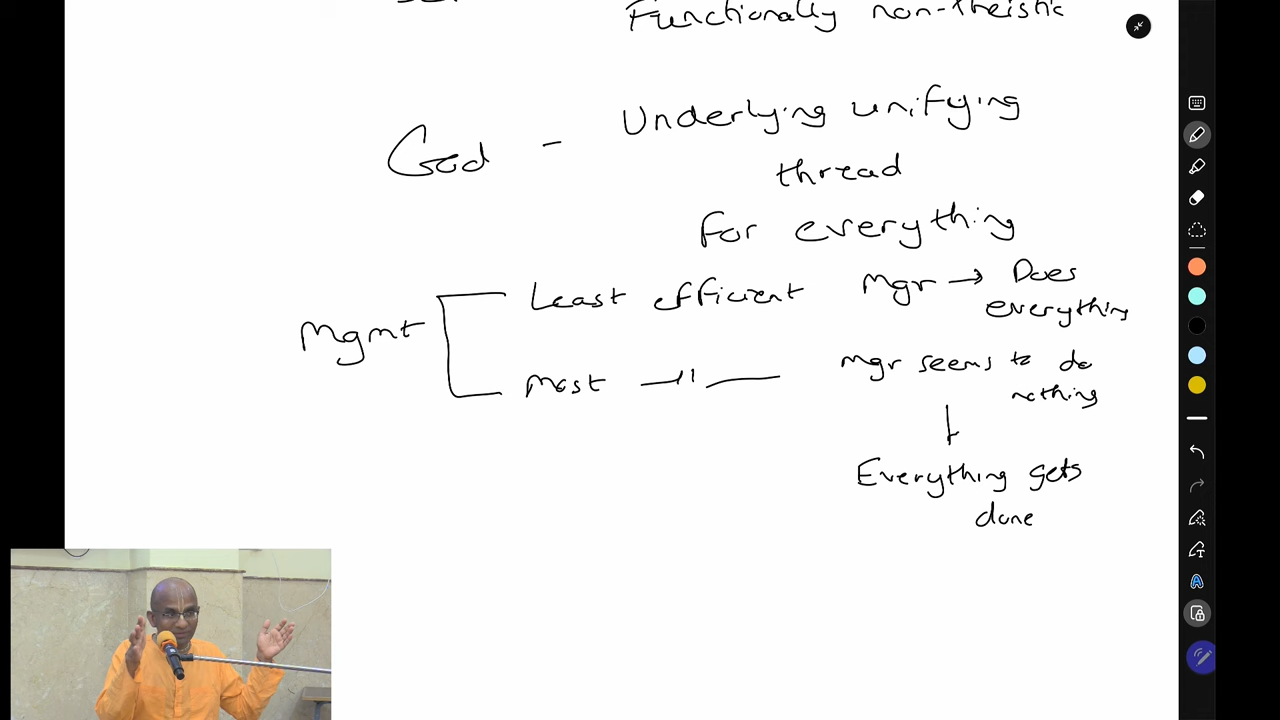 Functionally non-theistic
God - Underlying unifying
thread
for everything
Mgmt
Least efficient Mgr → Does
everything
Most —"— Mgr seems to do
nothing
↓
Everything gets
done